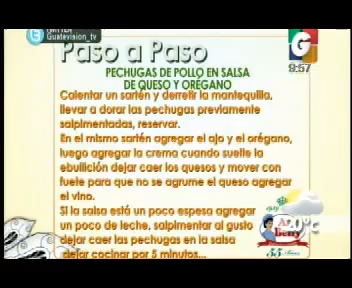 Guatevision_tv
Paso a Paso
G
9:57
PECHUGAS DE POLLO EN SALSA
DE QUESO Y ORÉGANO
Calentar un sartén y derretir la mantequilla,
llevar a dorar las pechugas previamente
salpimentadas, reservar.
En el mismo sartén agregar el ajo y el orégano,
luego agregar la crema cuando suelte la
ebullición dejar caer los quesos y mover con
fuete para que no se agrume el queso agregar
el vino.
Si la salsa está un poco espesa agregar
un poco de leche, salpimentar al gusto
dejar caer las pechugas en la salsa
dejar cocinar por 5 minutos...
55 Años